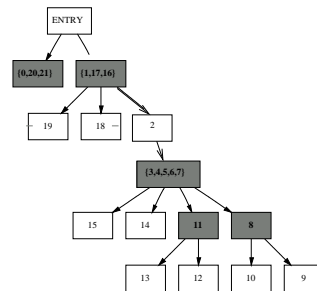 ENTRY
{0,20,21} {1,17,16}
19 18 2
{3,4,5,6,7}
15 14 11 8
13 12 10 9